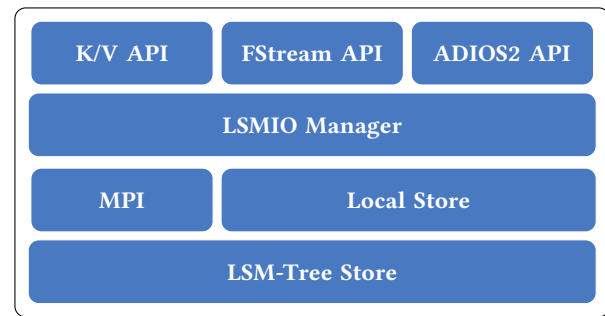 K/V API
FStream API
ADIOS2 API
LSMIO Manager
MPI
Local Store
LSM-Tree Store